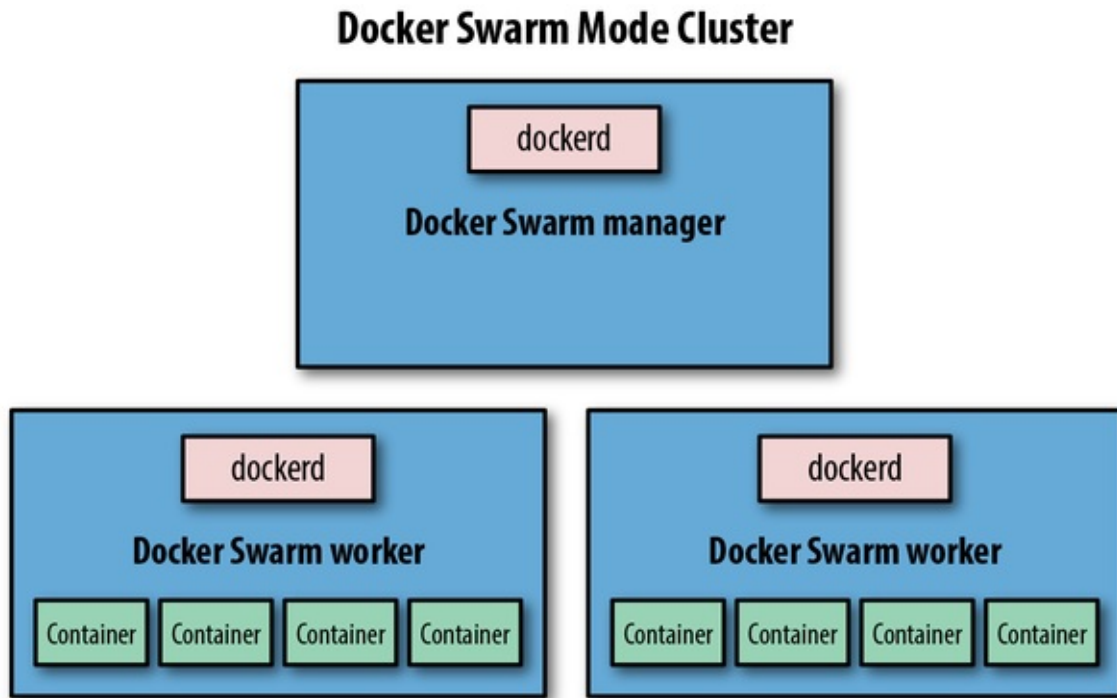 Docker Swarm Mode Cluster
dockerd
Docker Swarm manager
dockerd
Docker Swarm worker
Container Container Container Container
dockerd
Docker Swarm worker
Container Container Container Container